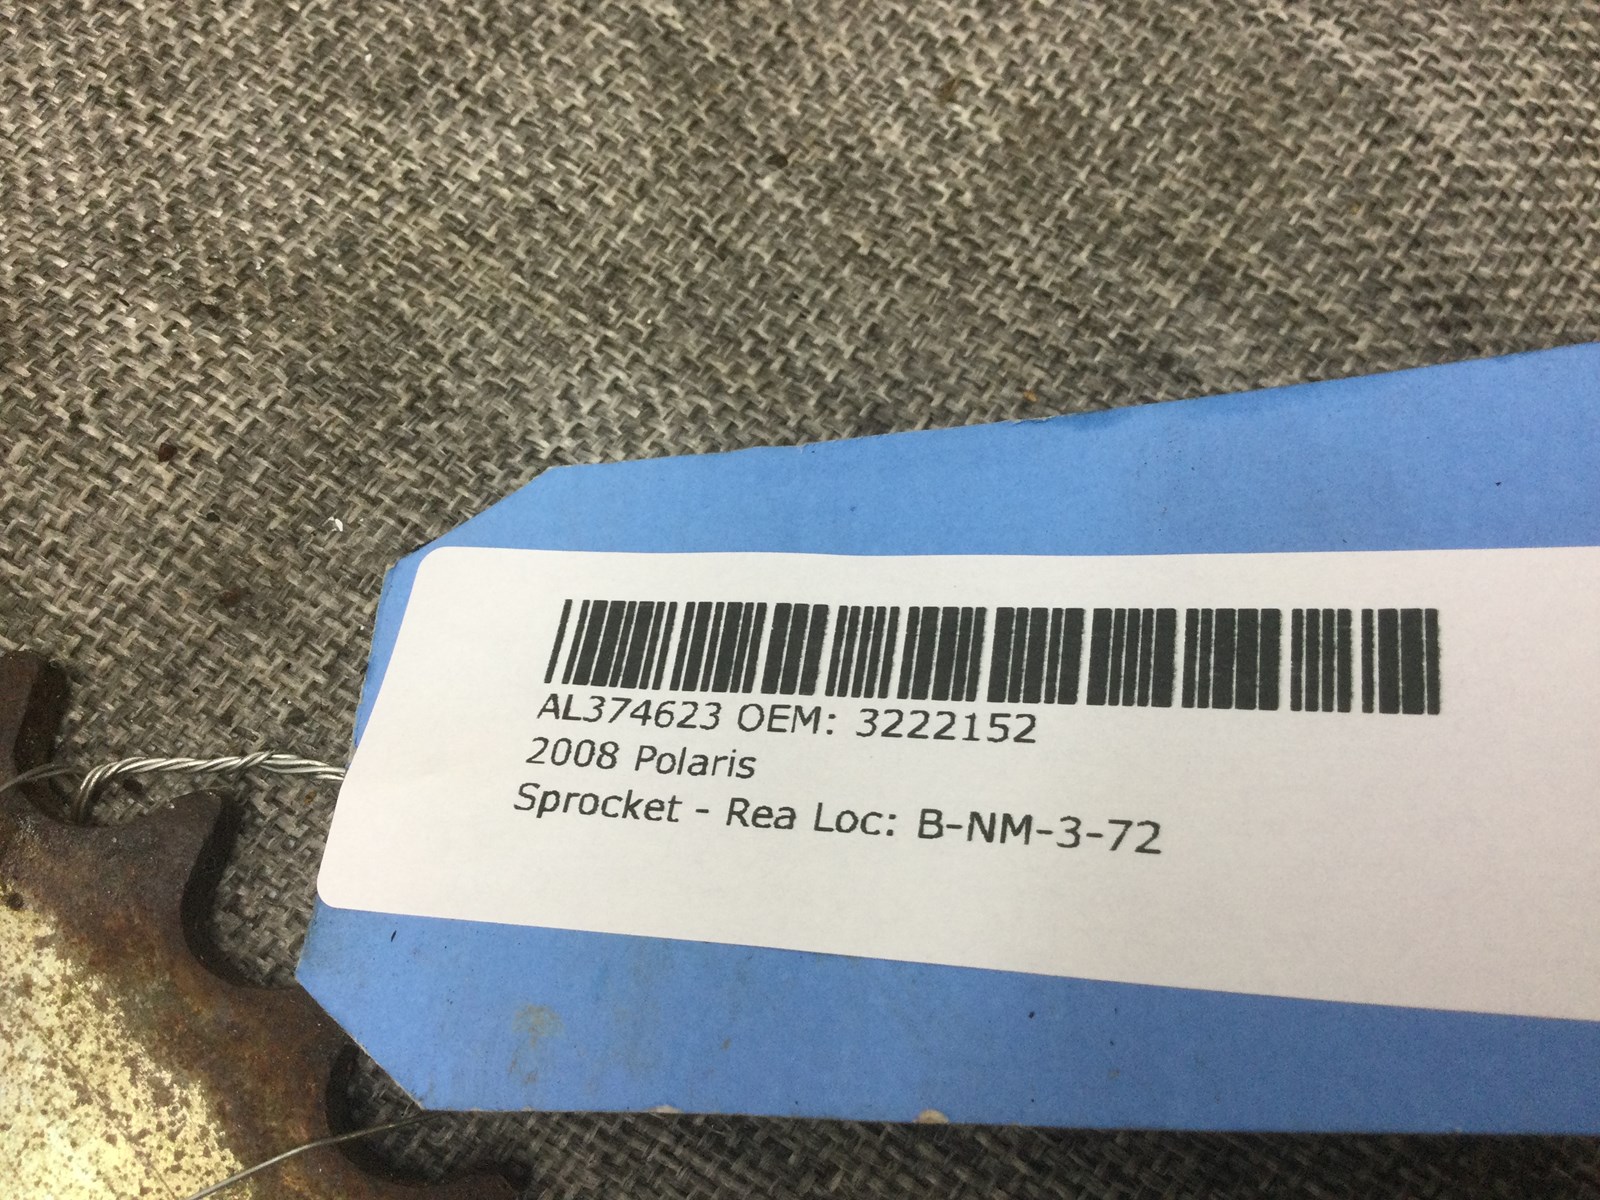 AL374623 OEM: 3222152
2008 Polaris
Sprocket - Rea Loc: B-NM-3-72